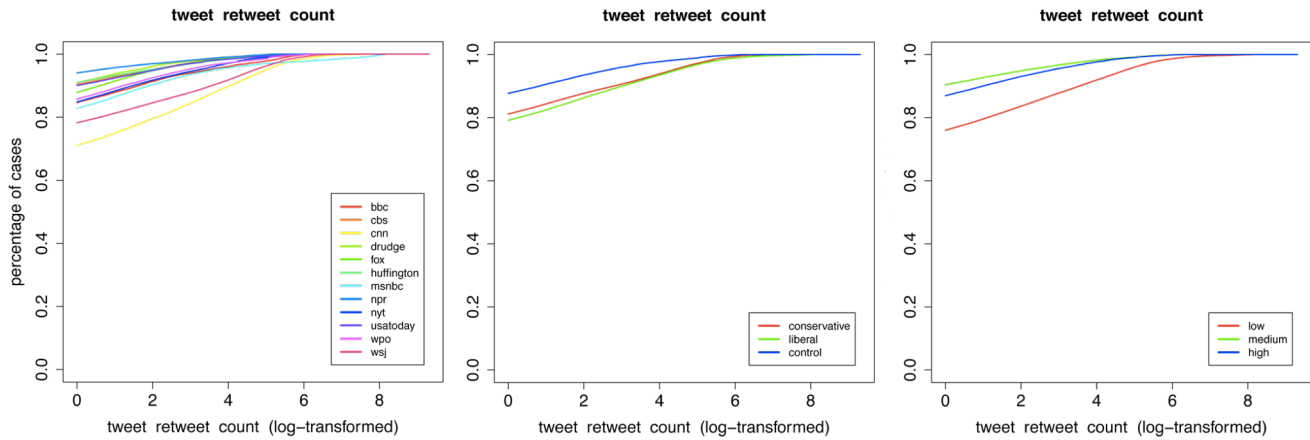 tweet retweet count
percentage of cases
1.0
0.8
0.6
0.4
0.2
0.0
bbc
cbs
cnn
drudge
fox
huffington
msnbc
npr
nyt
usatoday
wpo
wsj
0 2 4 6 8
tweet retweet count (log-transformed)
tweet retweet count
1.0
0.8
0.6
0.4
0.2
0.0
conservative
liberal
control
0 2 4 6 8
tweet retweet count (log-transformed)
tweet retweet count
1.0
0.8
0.6
0.4
0.2
0.0
low
medium
high
0 2 4 6 8
tweet retweet count (log-transformed)